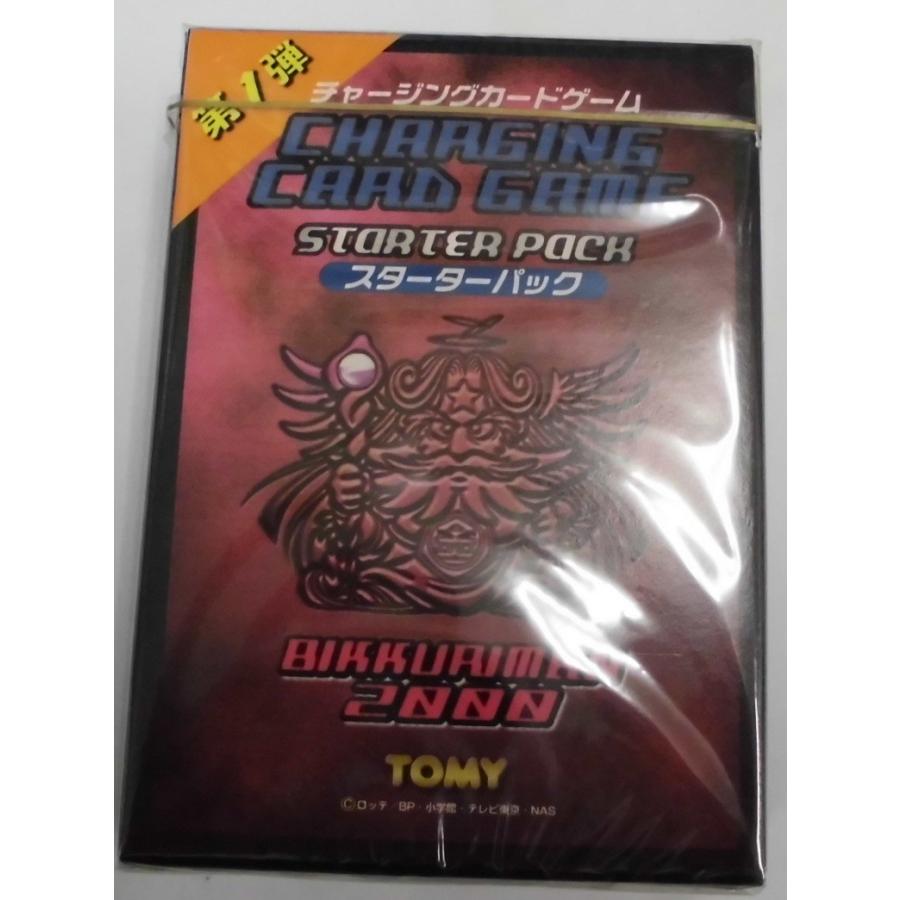 第1弾
チャージングカードゲーム
CHARGING
CARD GAME
STARTER PACK
スターターパック
BIKKURIMAN
2000
TOMY
©ロッテ・BP・小学館・テレビ東京・NAS